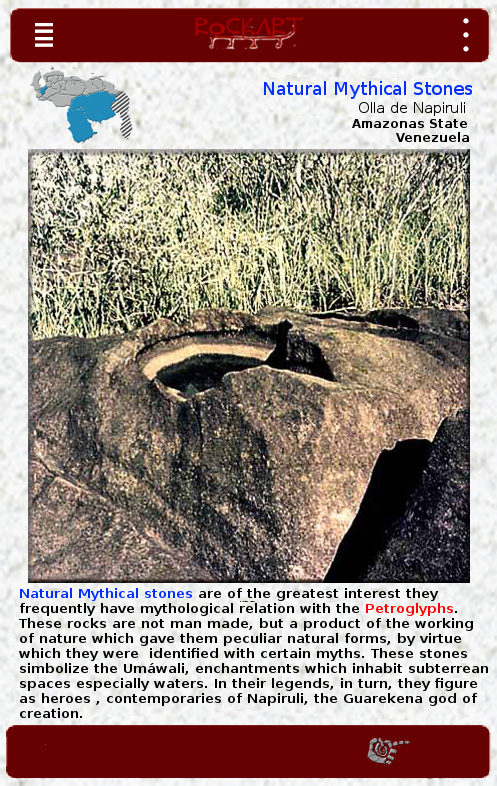 RoCKART
Natural Mythical Stones
Olla de Napiruli
Amazonas State
Venezuela
Natural Mythical stones are of the greatest interest they
frequently have mythological relation with the Petroglyphs.
These rocks are not man made, but a product of the working
of nature which gave them peculiar natural forms, by virtue
which they were identified with certain myths. These stones
simbolize the Umáwali, enchantments which inhabit subterrean
spaces especially waters. In their legends, in turn, they figure
as heroes , contemporaries of Napiruli, the Guarekena god of
creation.